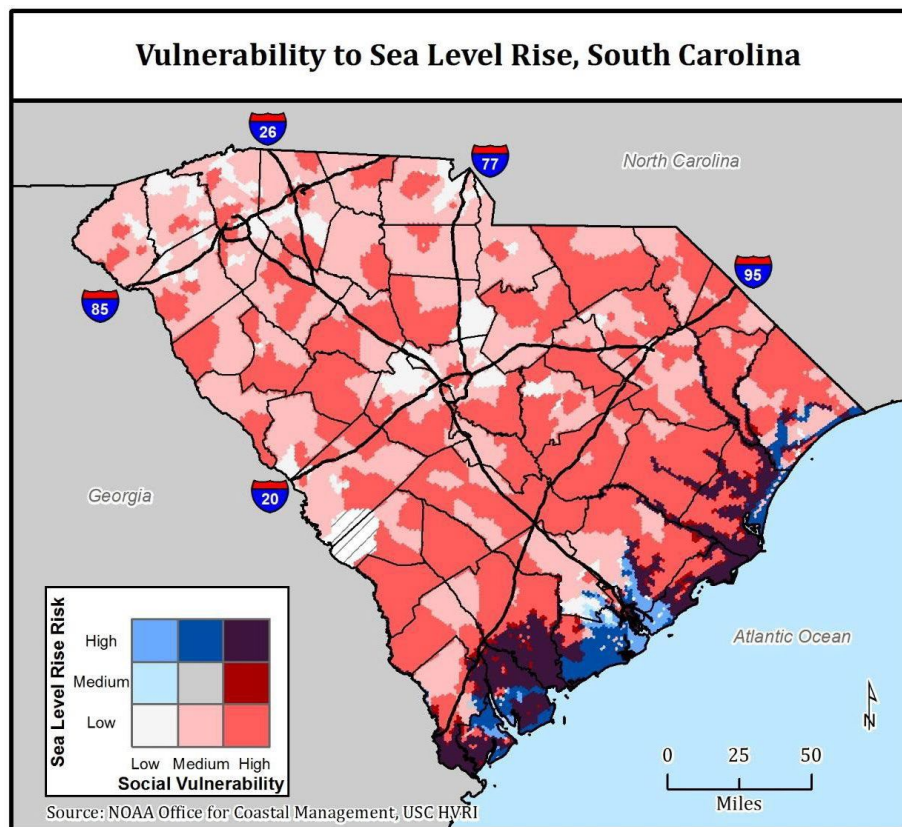 Vulnerability to Sea Level Rise, South Carolina
26
77
North Carolina
95
85
Georgia
20
Atlantic Ocean
Sea Level Rise Risk
High
Medium
Low
Low Medium High
Social Vulnerability
N
0 25 50
Miles
Source: NOAA Office for Coastal Management, USC HVRI